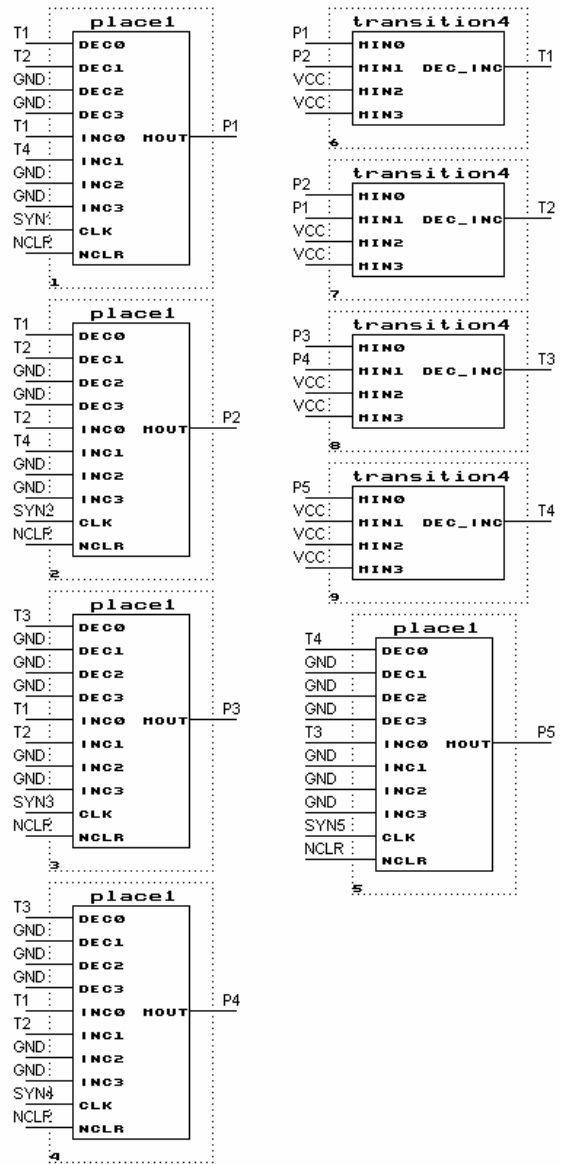 place1
T1 DEC0
T2 DEC1
GND DEC2
GND DEC3
T1 INC0 MOUT P1
T4 INC1
GND INC2
GND INC3
SYN1 CLK
NCLR NCLR
1
place1
T1 DEC0
T2 DEC1
GND DEC2
GND DEC3
T2 INC0 MOUT P2
T4 INC1
GND INC2
GND INC3
SYN2 CLK
NCLR NCLR
2
place1
T3 DEC0
GND DEC1
GND DEC2
GND DEC3
T1 INC0 MOUT P3
T2 INC1
GND INC2
GND INC3
SYN3 CLK
NCLR NCLR
3
place1
T3 DEC0
GND DEC1
GND DEC2
GND DEC3
T1 INC0 MOUT P4
T2 INC1
GND INC2
GND INC3
SYN4 CLK
NCLR NCLR
4
transition4
P1 MIN0
P2 MIN1 DEC_INC T1
VCC MIN2
VCC MIN3
6
transition4
P2 MIN0
P1 MIN1 DEC_INC T2
VCC MIN2
VCC MIN3
7
transition4
P3 MIN0
P4 MIN1 DEC_INC T3
VCC MIN2
VCC MIN3
8
transition4
P5 MIN0
VCC MIN1 DEC_INC T4
VCC MIN2
VCC MIN3
9
place1
T4 DEC0
GND DEC1
GND DEC2
GND DEC3
T3 INC0 MOUT P5
GND INC1
GND INC2
GND INC3
SYN5 CLK
NCLR NCLR
5